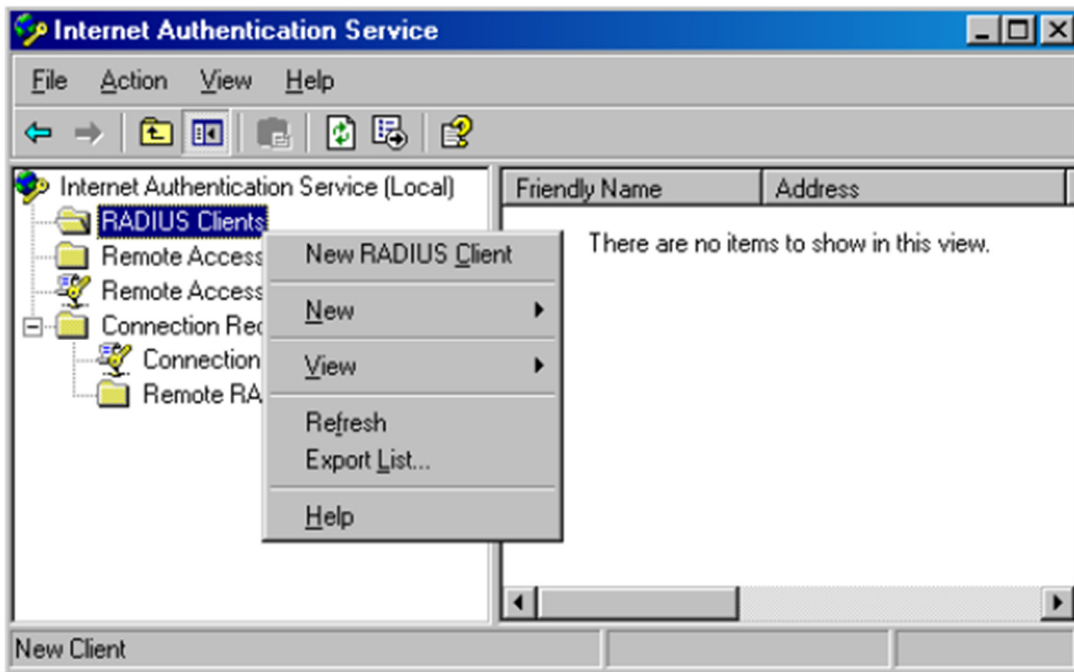 Internet Authentication Service
File Action View Help
Internet Authentication Service (Local)
RADIUS Clients
Remote Access
Remote Access
Connection Rec
Connection
Remote RA
New RADIUS Client
New
View
Refresh
Export List...
Help
Friendly Name Address
There are no items to show in this view.
New Client